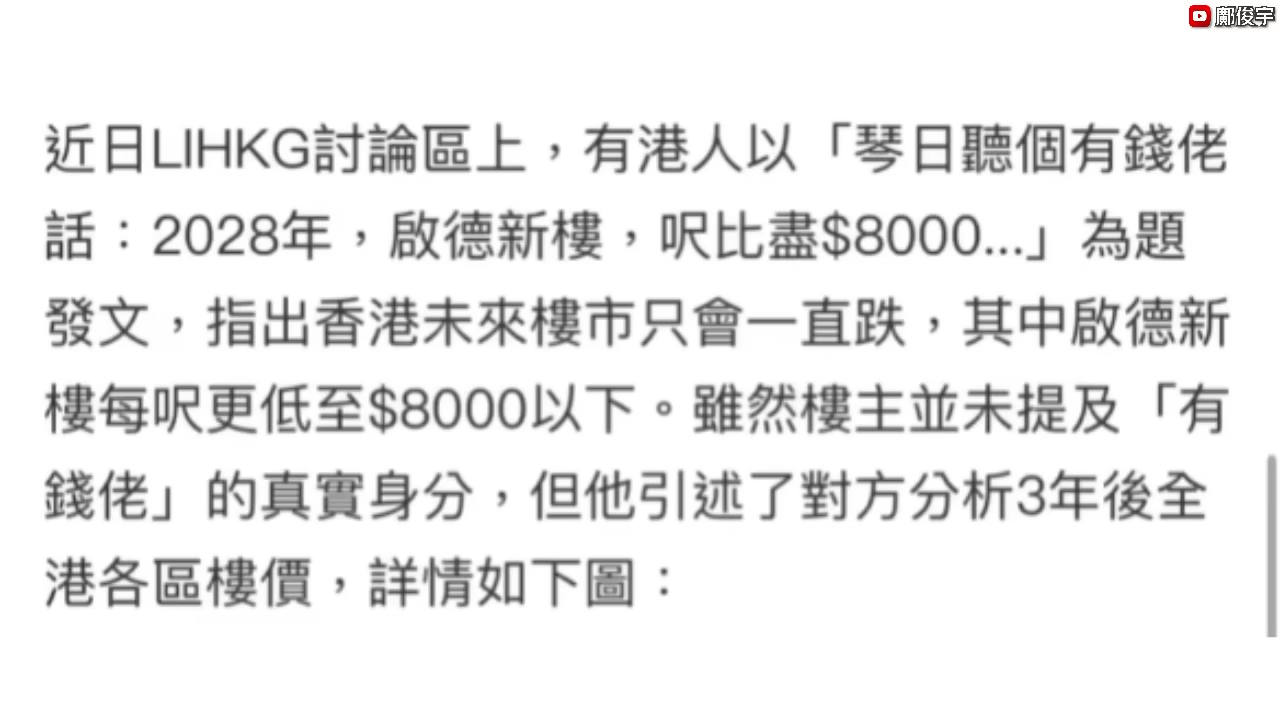 鄺俊宇
近日LIHKG討論區上，有港人以「琴日聽個有錢佬
話：2028年，啟德新樓，呎比盡$8000...」為題
發文，指出香港未來樓市只會一直跌，其中啟德新
樓每呎更低至$8000以下。雖然樓主並未提及「有
錢佬」的真實身分，但他引述了對方分析3年後全
港各區樓價，詳情如下圖：